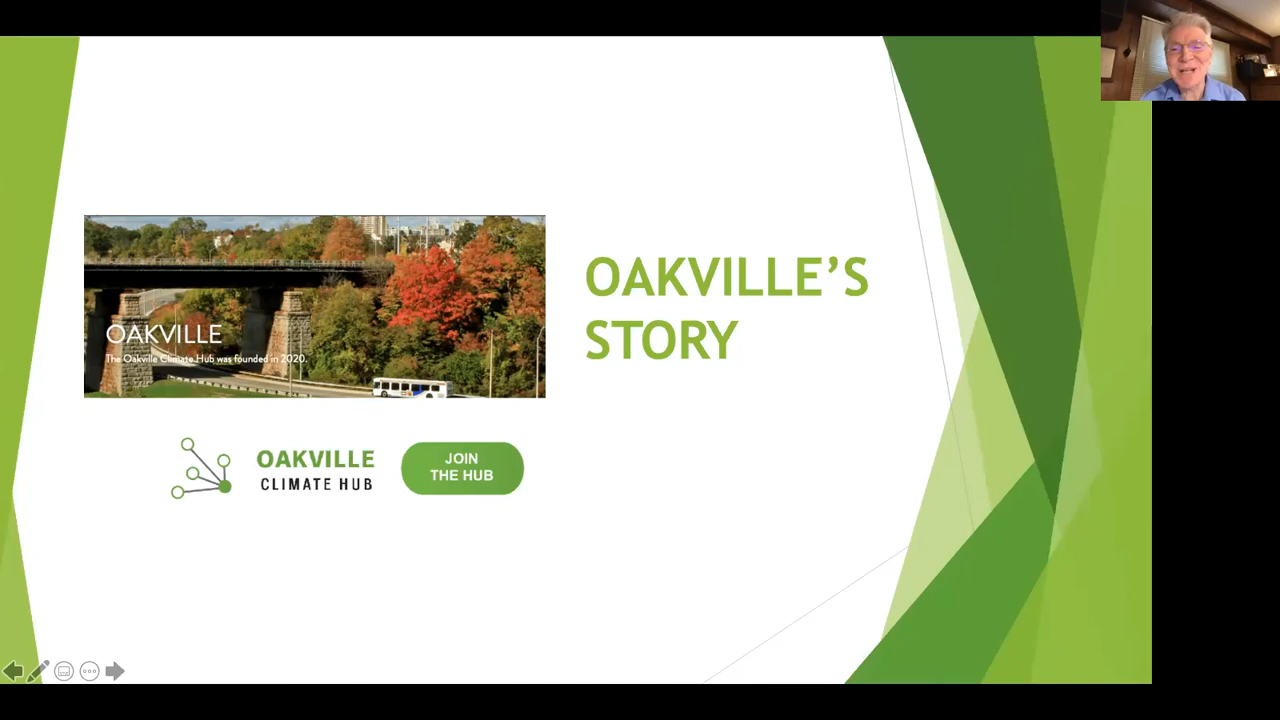 OAKVILLE
The Oakville Climate Hub was founded in 2020.
OAKVILLE'S
STORY
OAKVILLE
CLIMATE HUB
JOIN
THE HUB